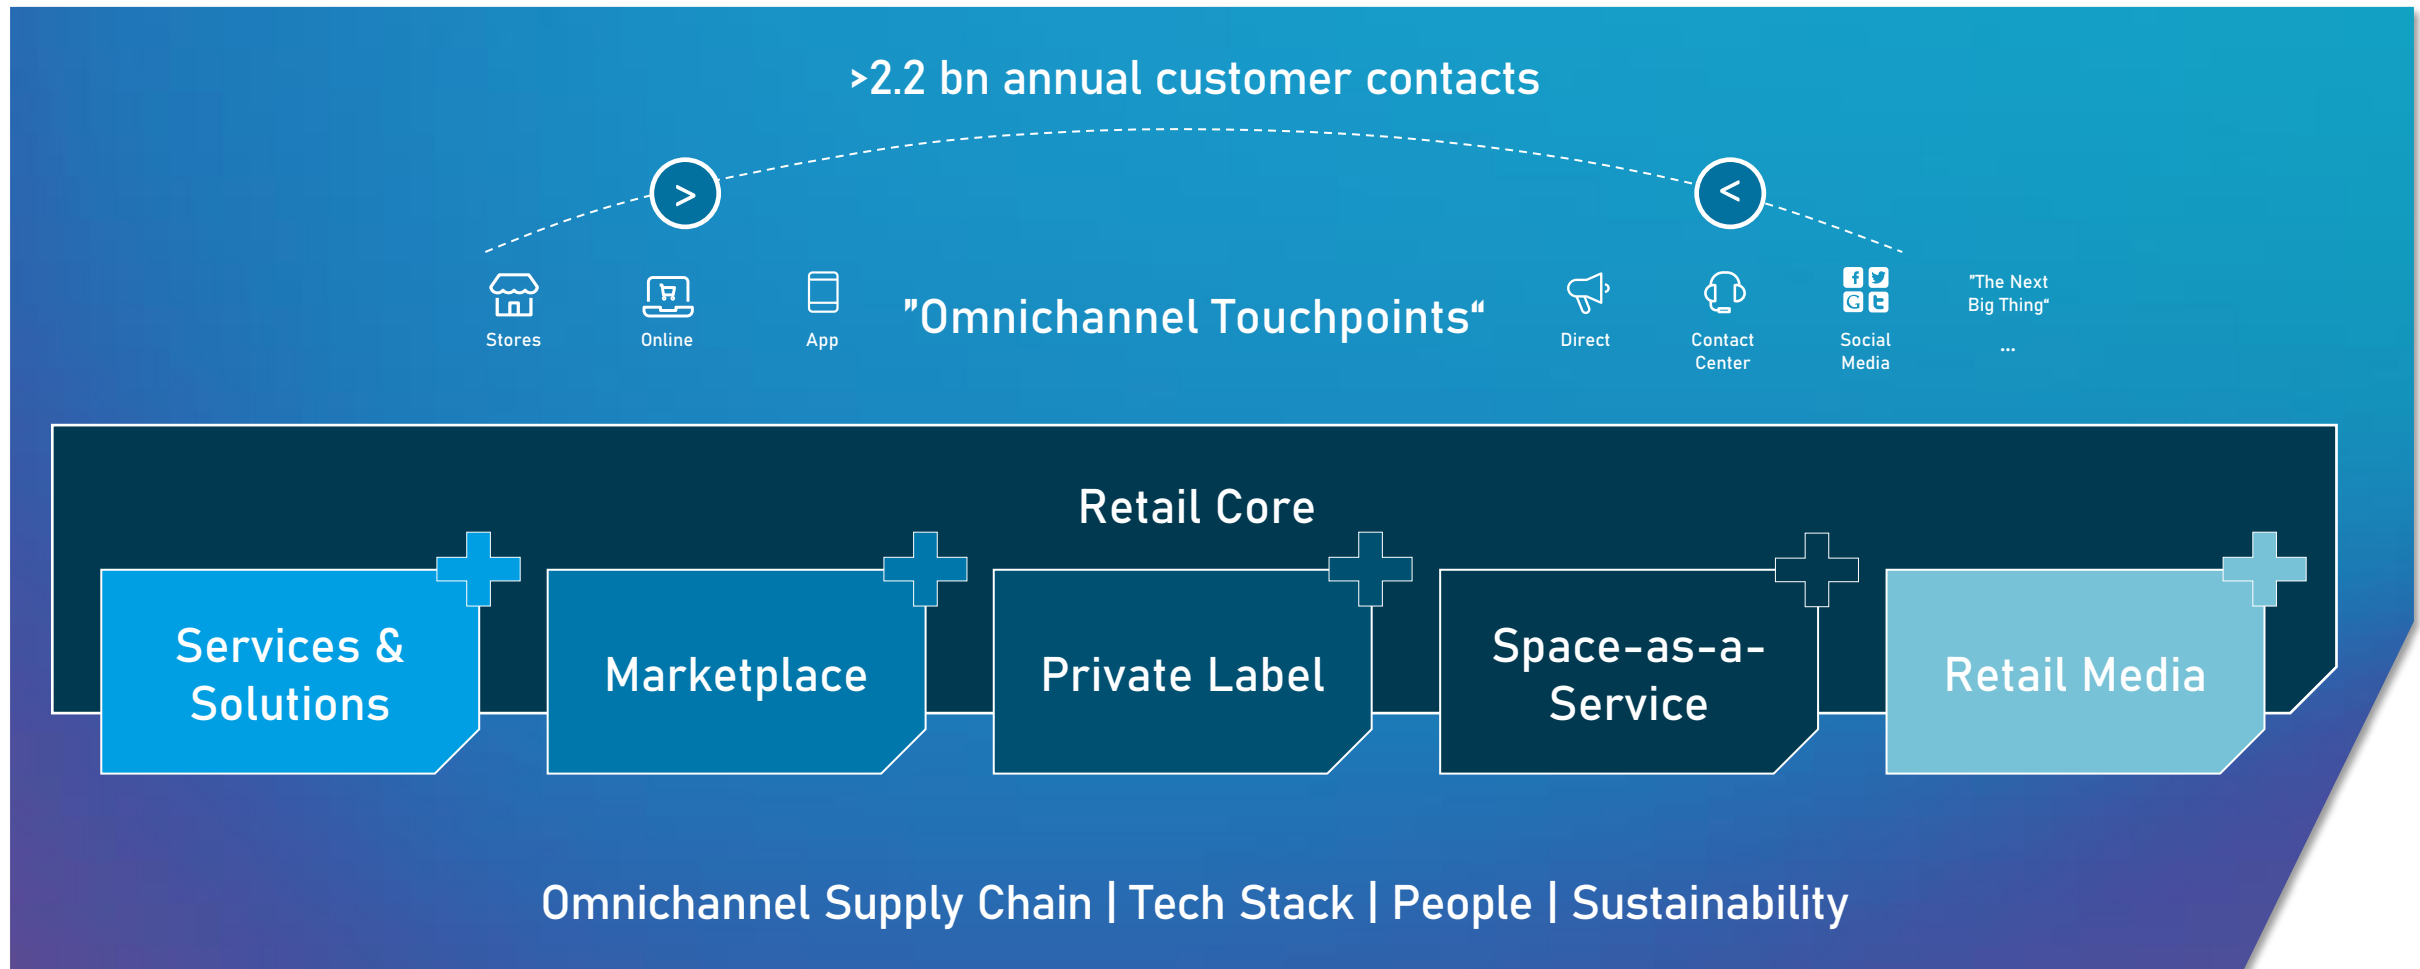 >2.2 bn annual customer contacts
>
<
Stores
Online
App
"Omnichannel Touchpoints“
Direct
Contact
Center
Social
Media
"The Next
Big Thing“
...
Retail Core
Services &
Solutions
Marketplace
Private Label
Space-as-a-
Service
Retail Media
Omnichannel Supply Chain | Tech Stack | People | Sustainability